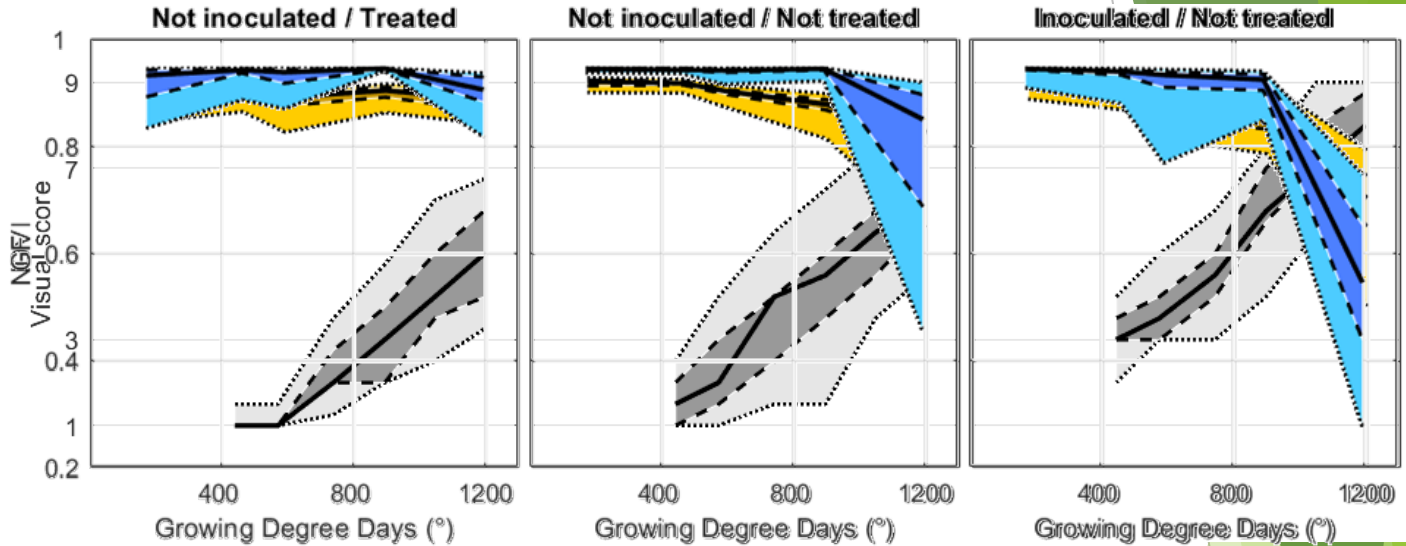 Not inoculated / Treated
Not inoculated / Not treated
Inoculated / Not treated
1
9
0.8
7
Visual score
0.6
3
0.4
1
0.2
400 800 1200
400 800 1200
400 800 1200
Growing Degree Days (°)
Growing Degree Days (°)
Growing Degree Days (°)